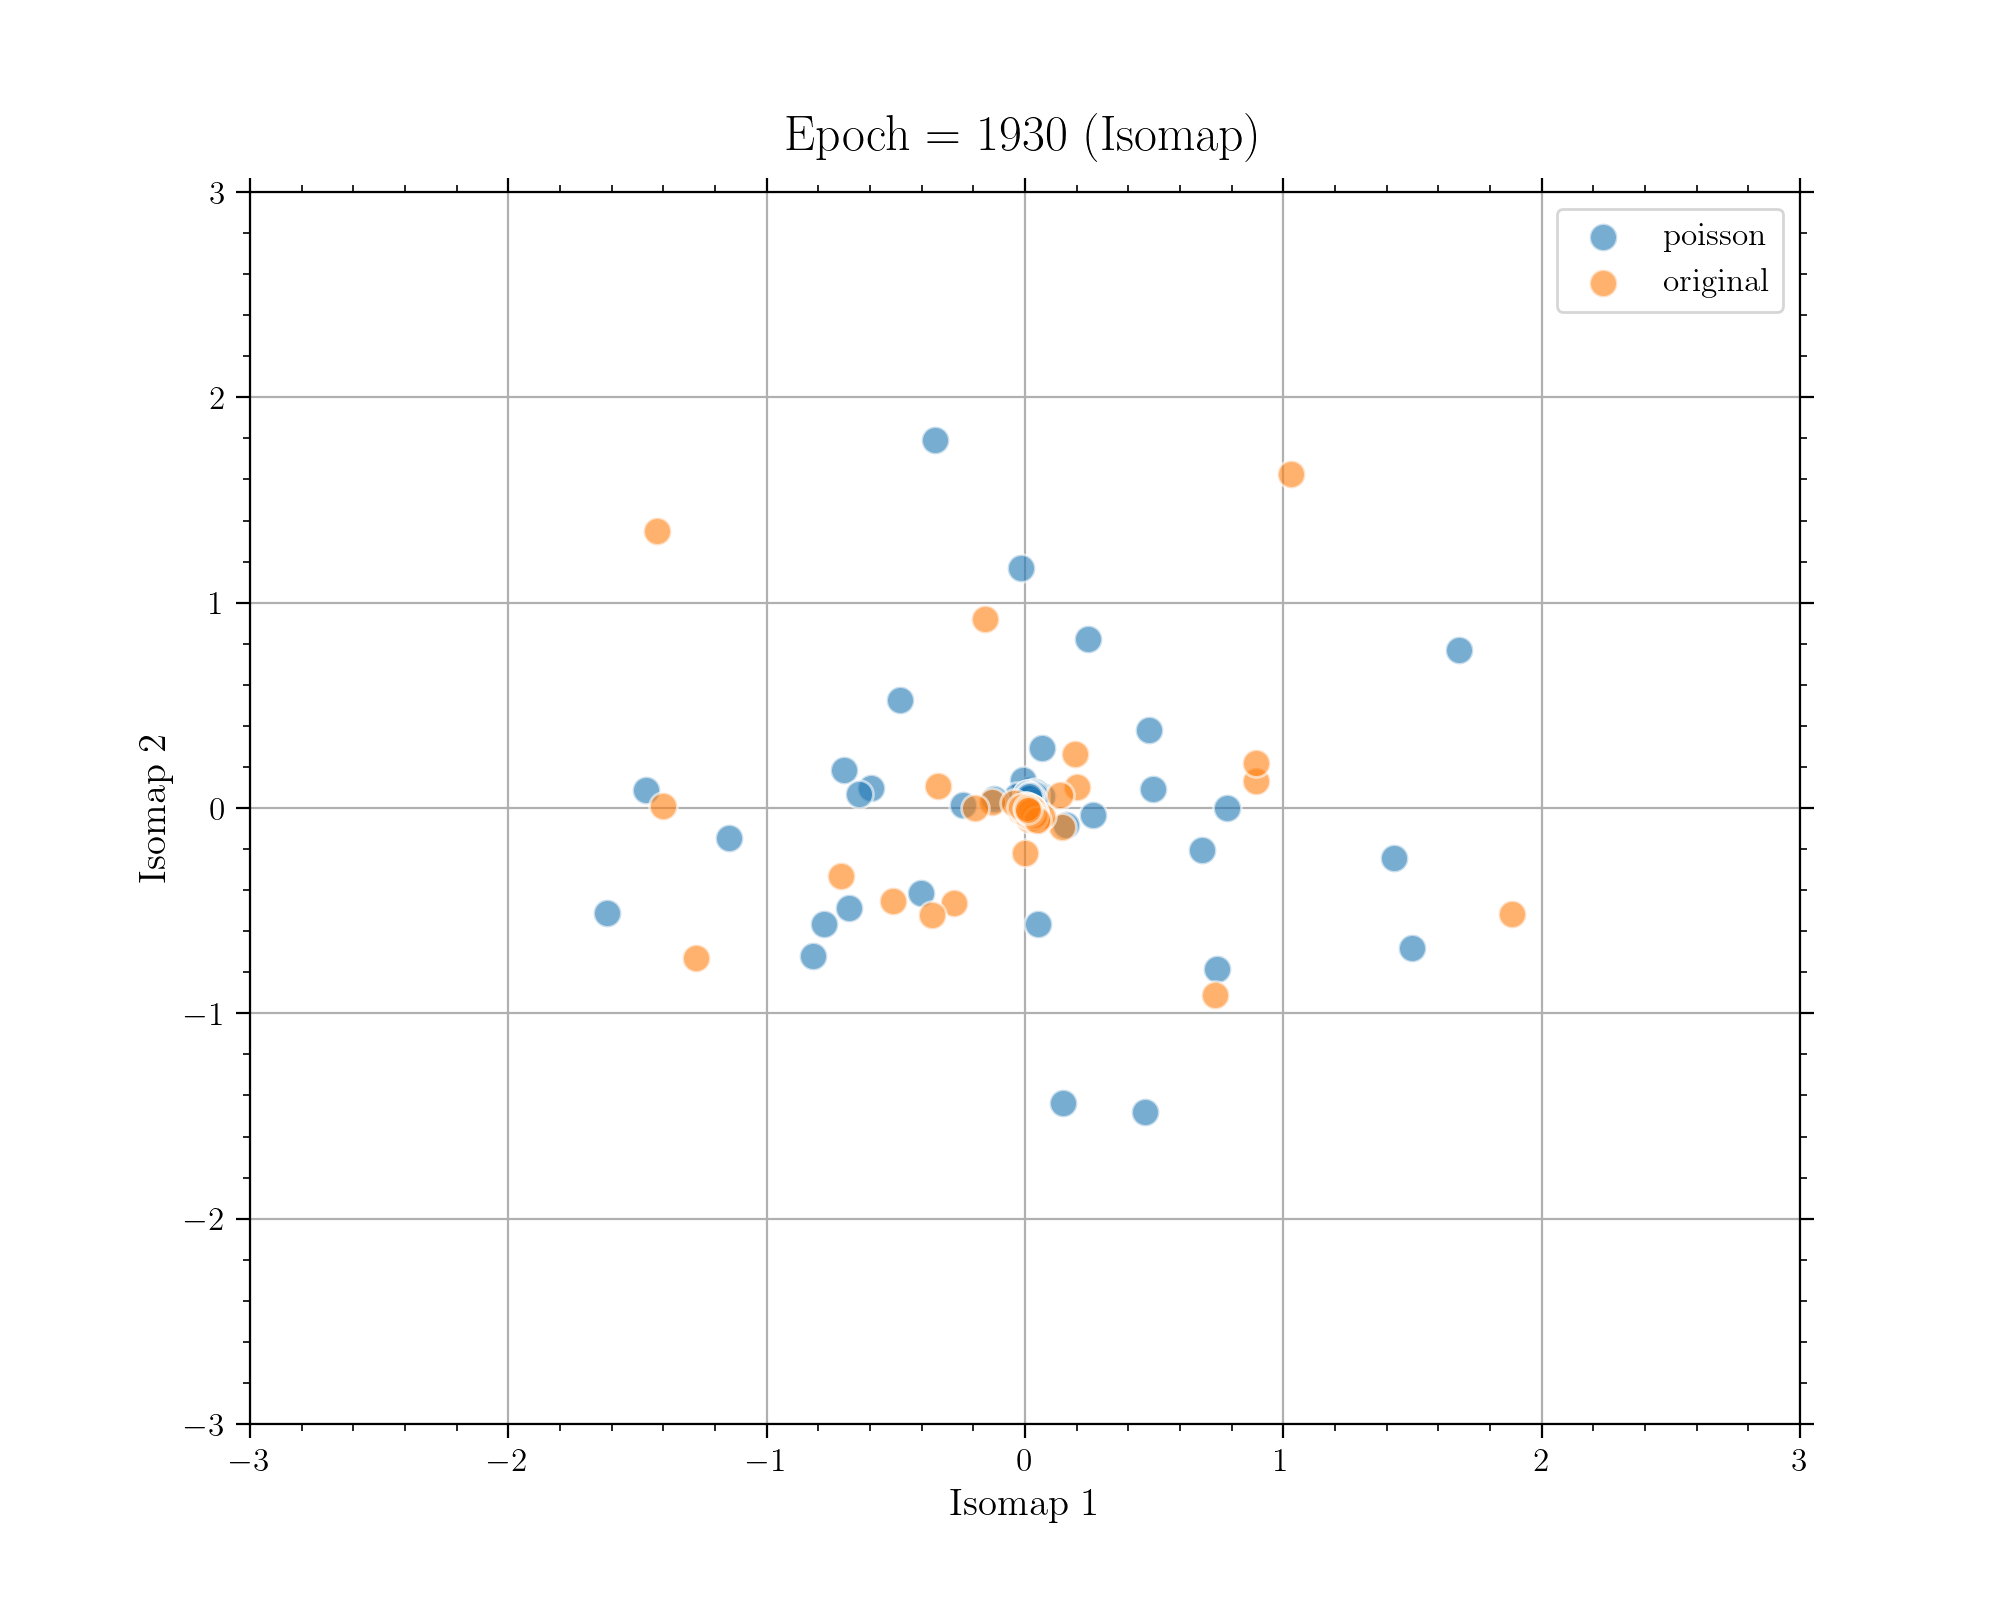 Epoch = 1930 (Isomap)
poisson
original
3
2
1
0
−1
−2
−3
Isomap 2
−3 −2 −1 0 1 2 3
Isomap 1